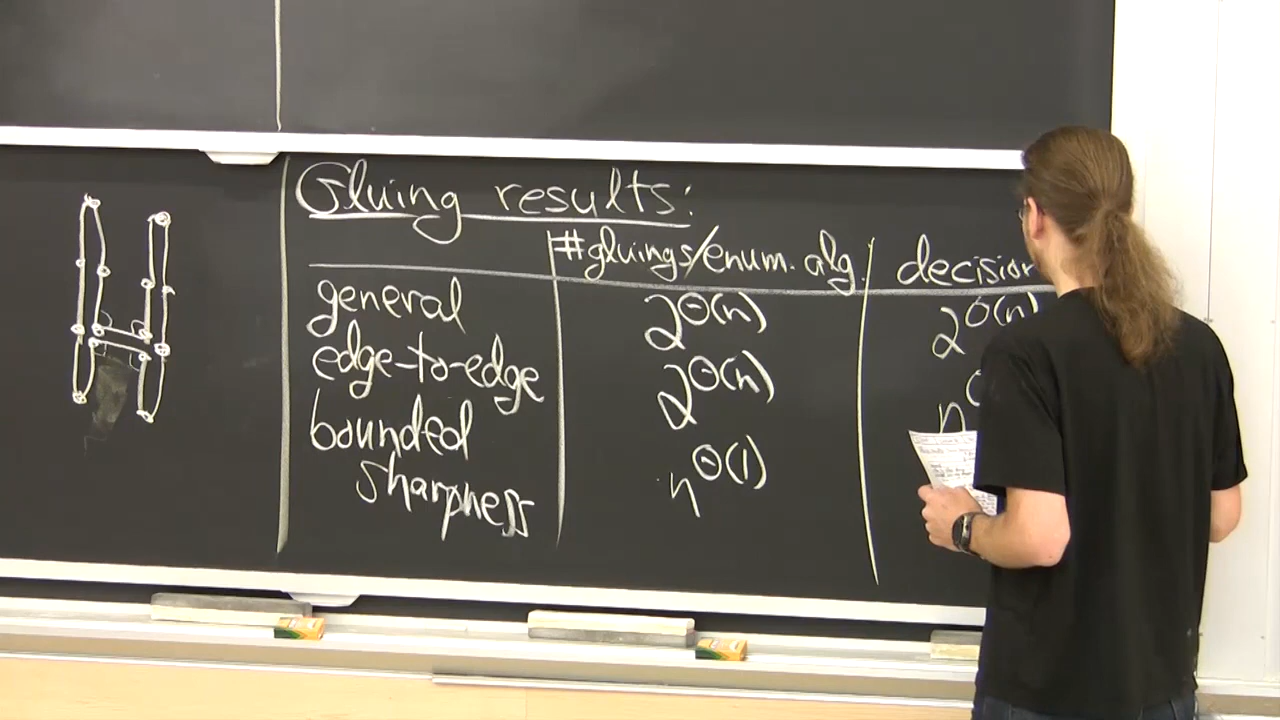 Gluing results:
#gluings/enum. alg. decision
general 2^Θ(n) 2^O(n)
edge-to-edge 2^Θ(n) n
bounded
sharpness n^Θ(1)